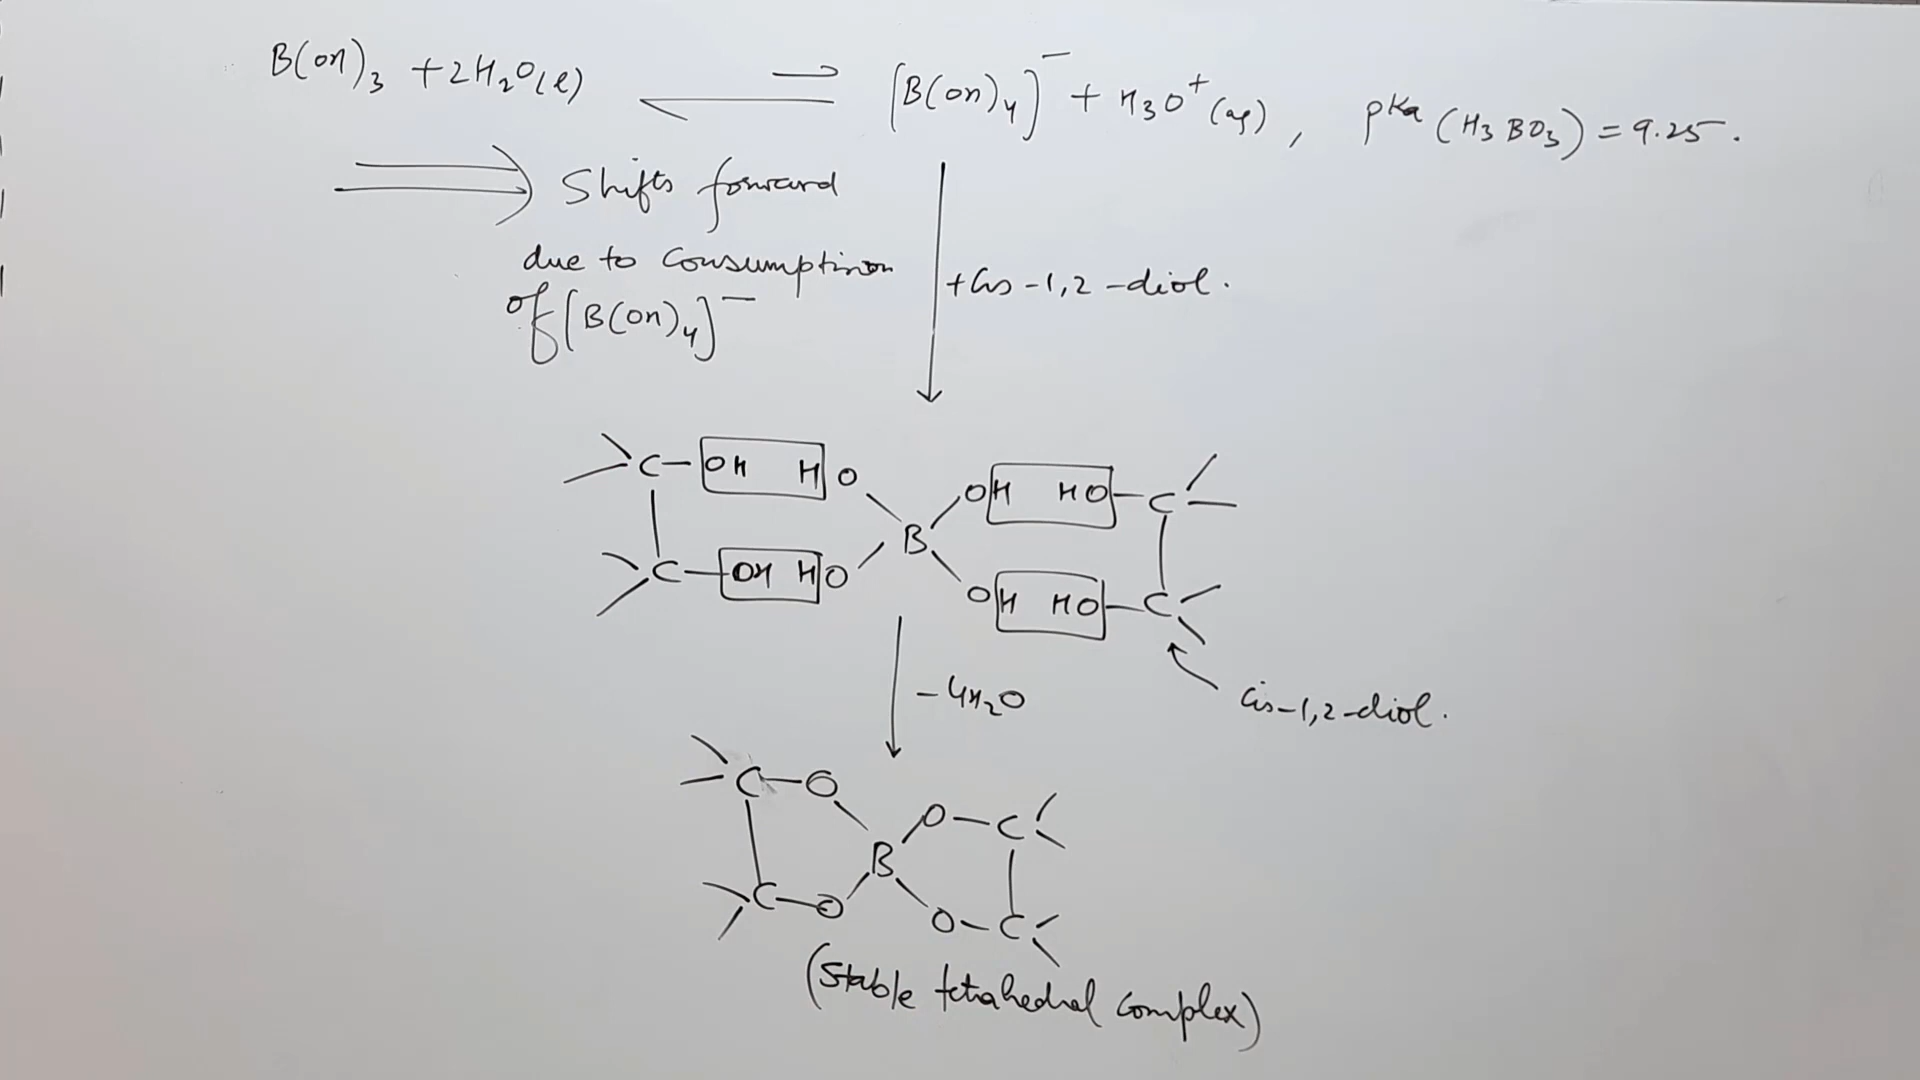 B(OH)3 + 2H2O(l) ⇌ [B(OH)4]− + H3O+(aq), pKa (H3BO3) = 9.25.
⟹ Shifts forward
due to consumption
of [B(OH)4]−
+ Cis-1,2-diol.
C-OH HO OH HO-C
B
C-OH HO OH HO-C
-4H2O
Cis-1,2-diol.
C-O O-C
B
C-O O-C
(Stable tetrahedral complex)